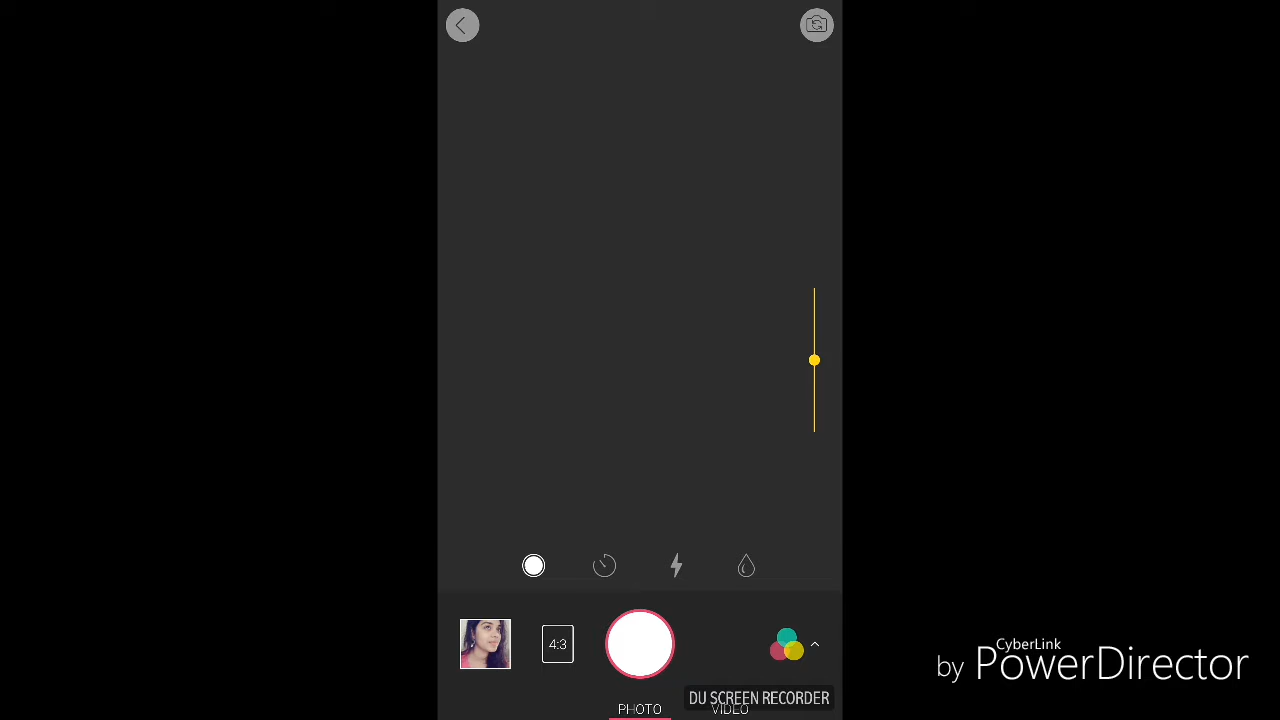 4:3
CyberLink
by PowerDirector
DU SCREEN RECORDER
PHOTO
VIDEO